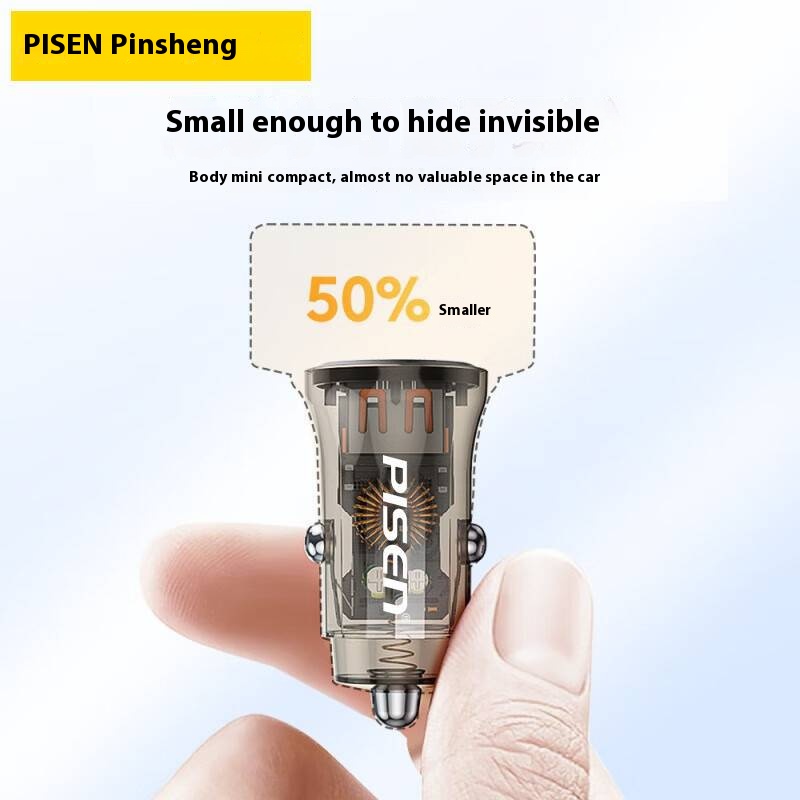 PISEN Pinsheng
Small enough to hide invisible
Body mini compact, almost no valuable space in the car
50% Smaller
PISEN